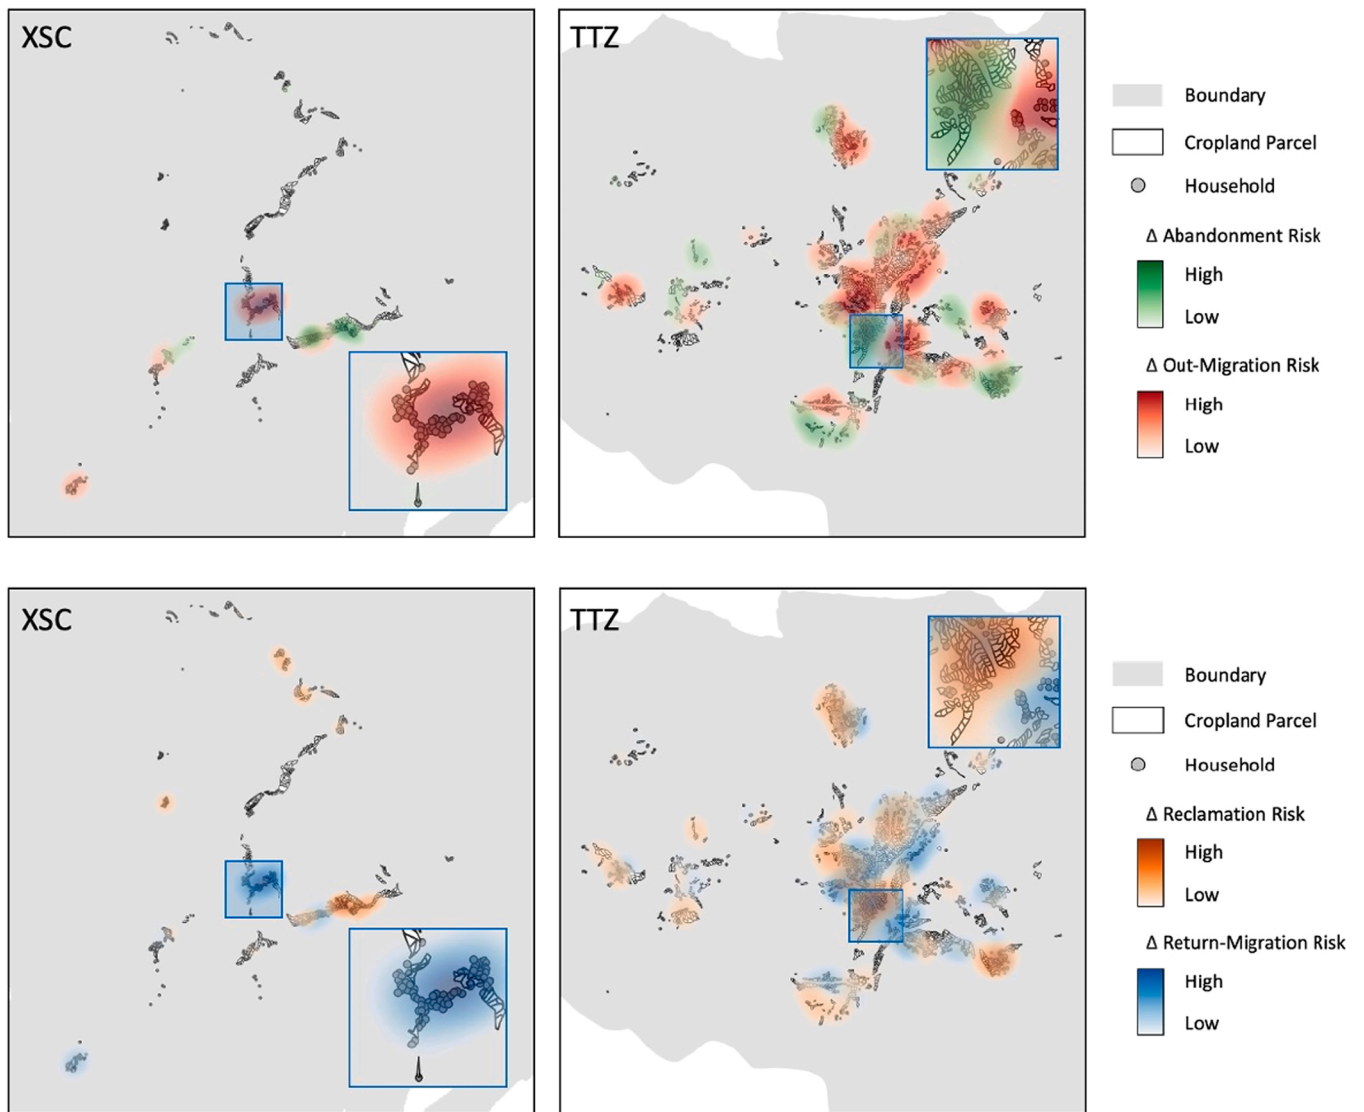 XSC
TTZ
Boundary
Cropland Parcel
Household
Δ Abandonment Risk
High
Low
Δ Out-Migration Risk
High
Low
XSC
TTZ
Boundary
Cropland Parcel
Household
Δ Reclamation Risk
High
Low
Δ Return-Migration Risk
High
Low